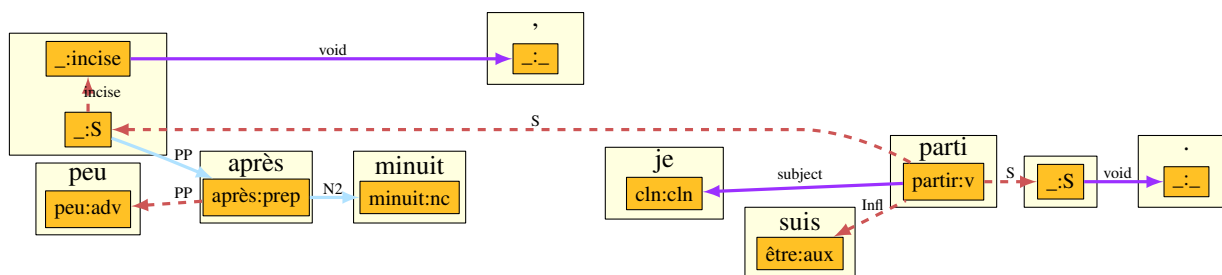 ,
_:incise
void
_:_
incise
_:S
S
PP
peu
peu:adv
PP
après
après:prep
N2
minuit
minuit:nc
je
cln:cln
subject
parti
partir:v
S
_:S
void
.
_:_
Infl
suis
être:aux